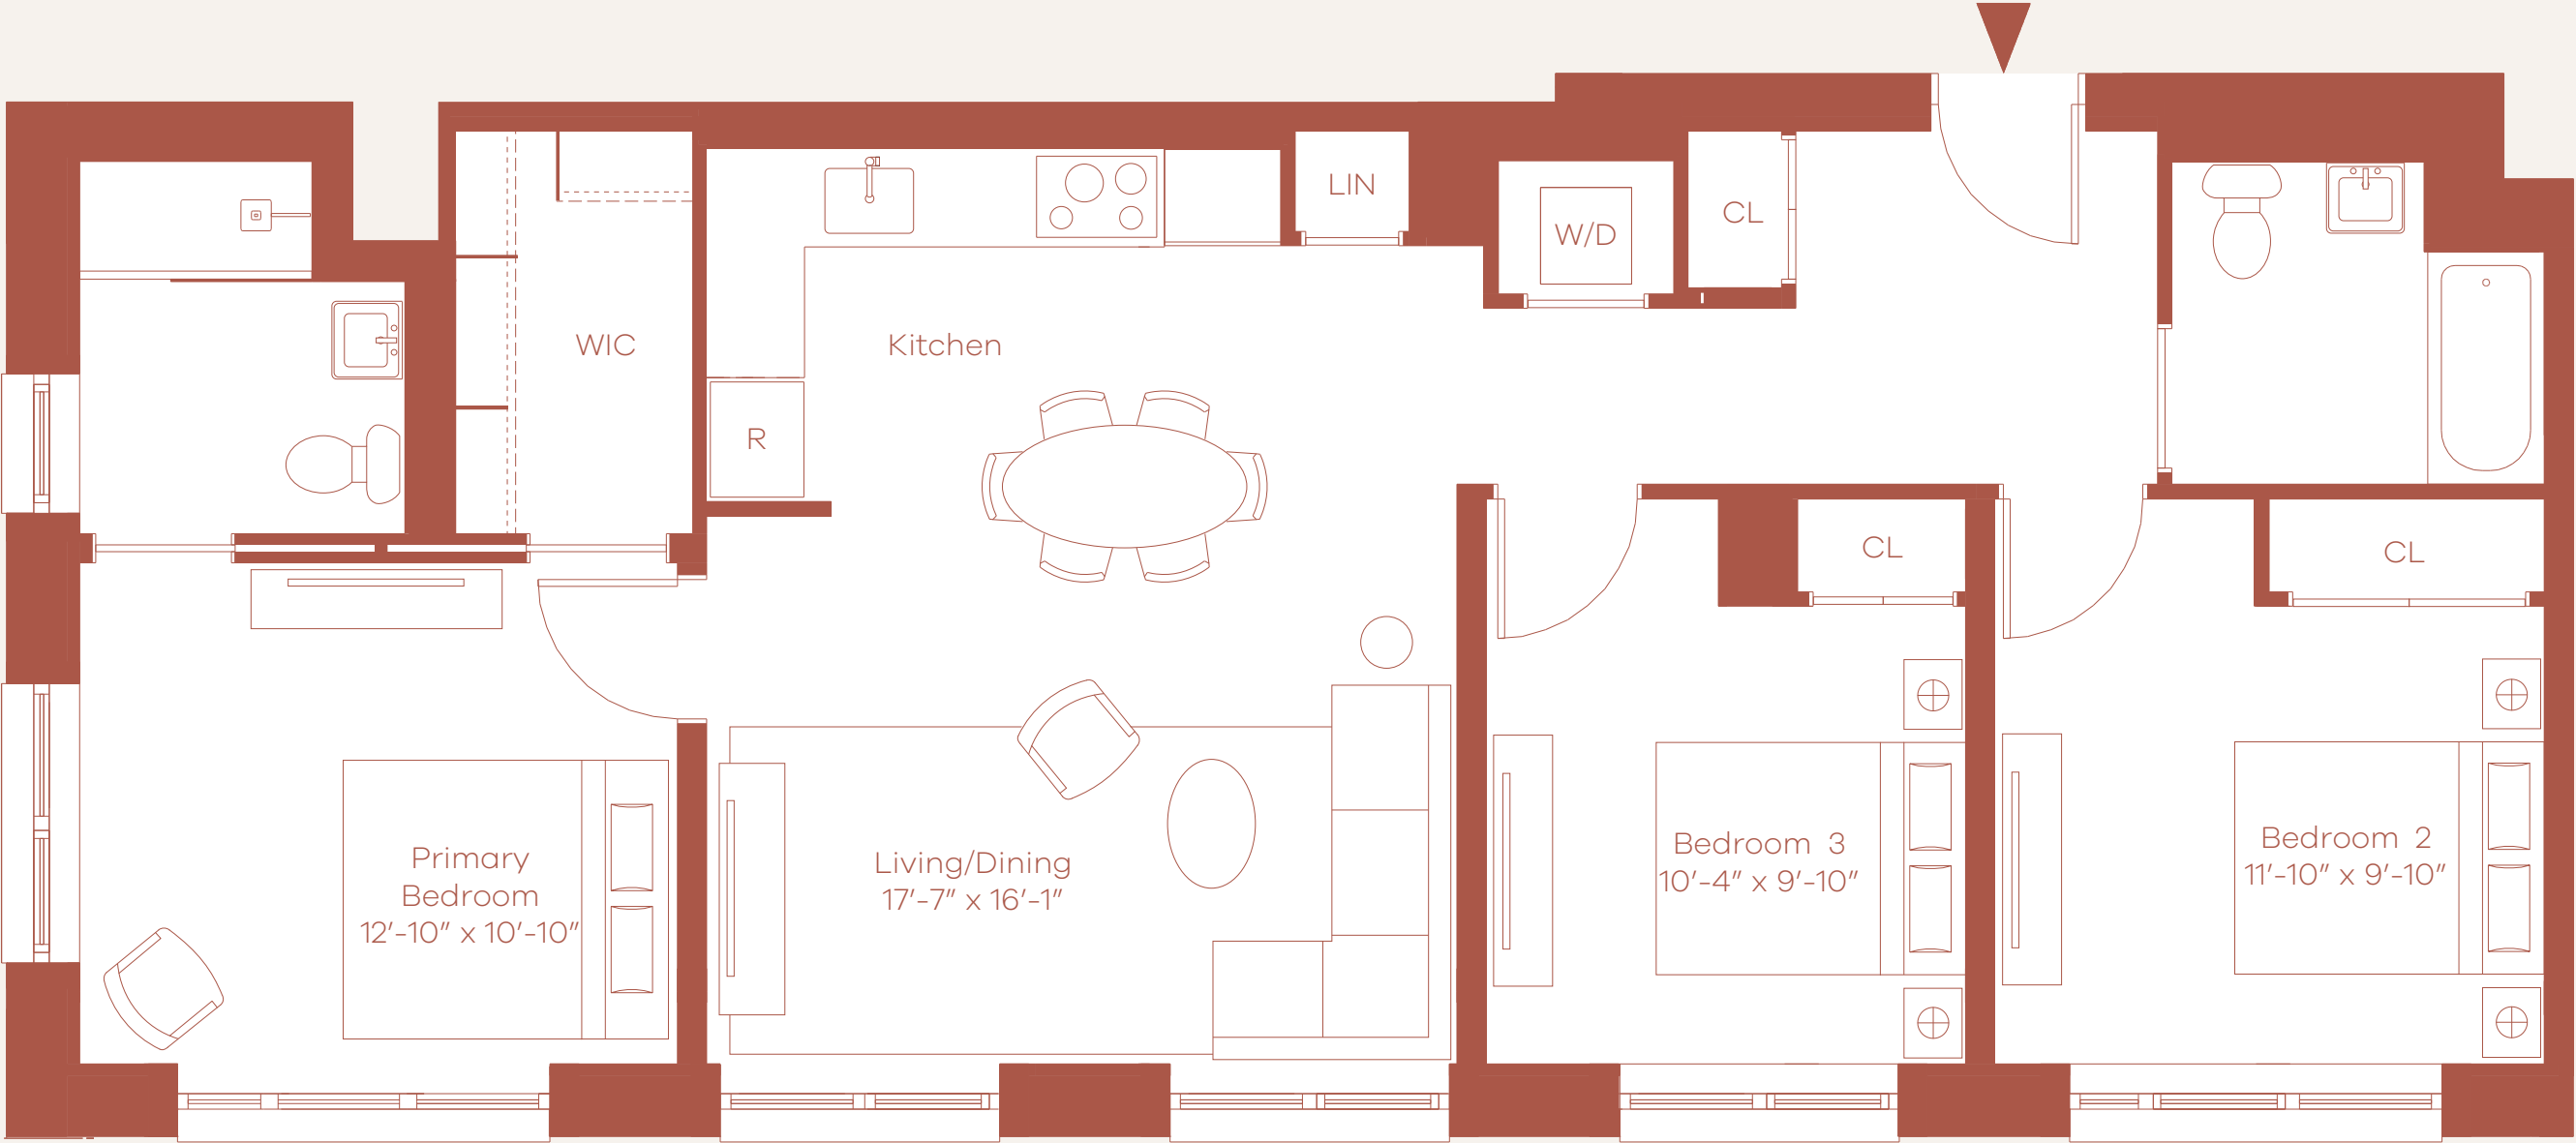 LIN
CL
W/D
WIC
Kitchen
R
CL
CL
Primary
Bedroom
12′-10″ x 10′-10″
Living/Dining
17′-7″ x 16′-1″
Bedroom 3
10′-4″ x 9′-10″
Bedroom 2
11′-10″ x 9′-10″